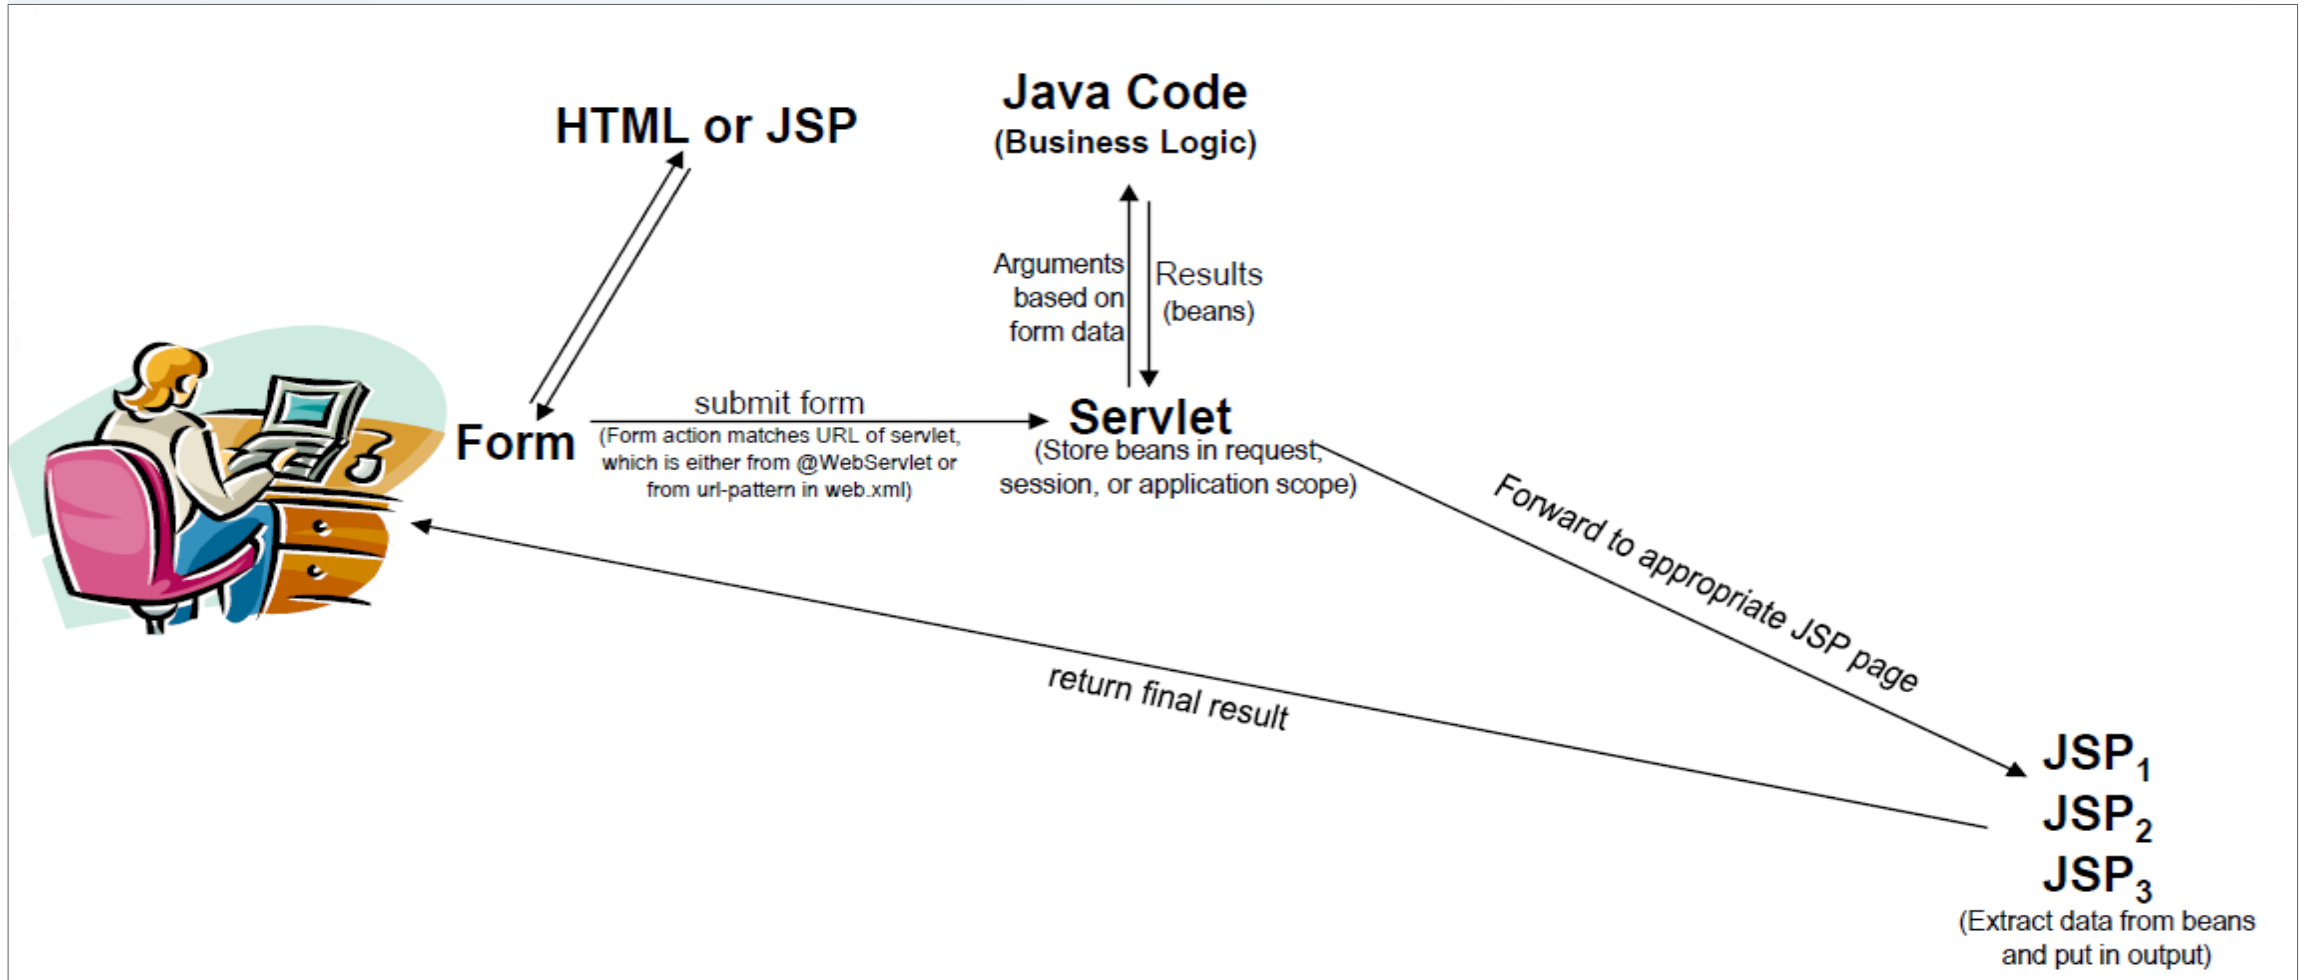 HTML or JSP
Java Code
(Business Logic)
Arguments
based on
form data
Results
(beans)
Form
submit form
(Form action matches URL of servlet,
which is either from @WebServlet or
from url-pattern in web.xml)
Servlet
(Store beans in request,
session, or application scope)
Forward to appropriate JSP page
return final result
JSP1
JSP2
JSP3
(Extract data from beans
and put in output)